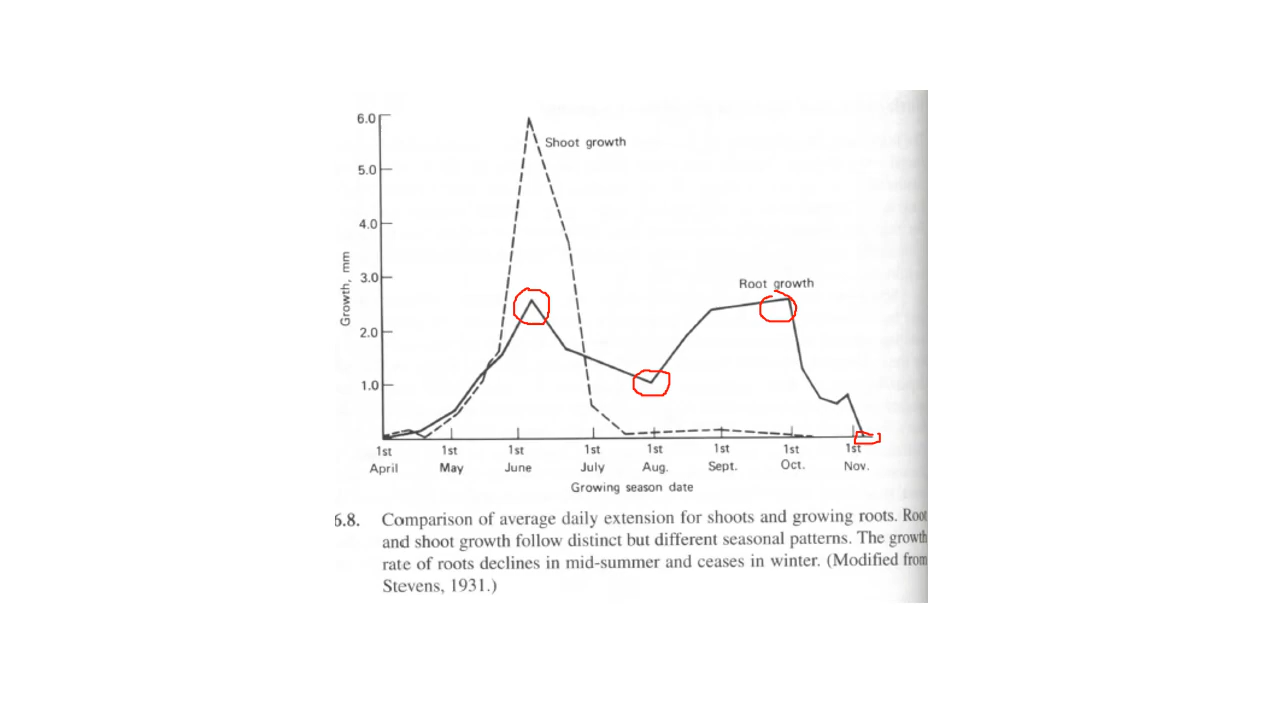 6.0
Shoot growth
5.0
4.0
3.0
Root growth
Growth, mm
2.0
1.0
1st 1st 1st 1st 1st 1st 1st 1st
April May June July Aug. Sept. Oct. Nov.
Growing season date
6.8. Comparison of average daily extension for shoots and growing roots. Root
and shoot growth follow distinct but different seasonal patterns. The growth
rate of roots declines in mid-summer and ceases in winter. (Modified from
Stevens, 1931.)